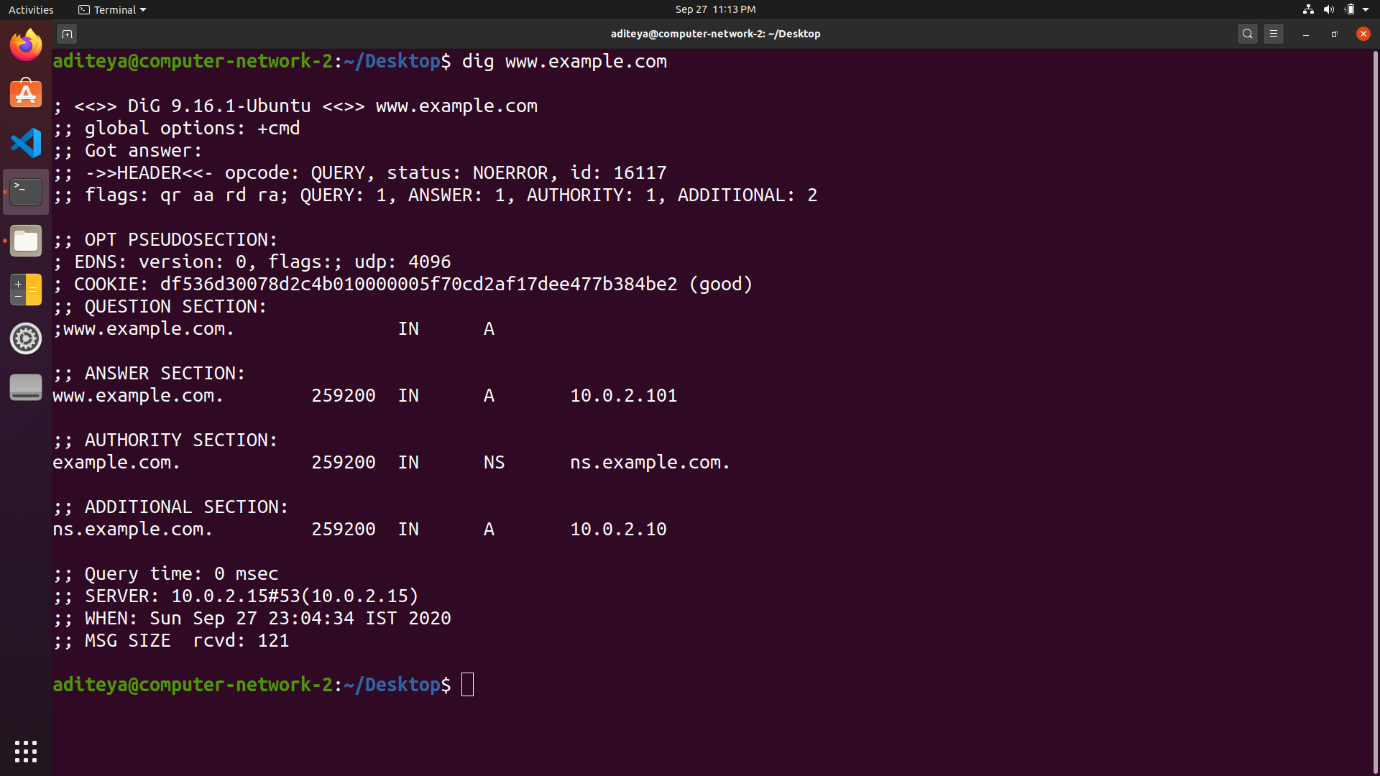 Activities Terminal Sep 27 11:13 PM
aditeya@computer-network-2: ~/Desktop
aditeya@computer-network-2:~/Desktop$ dig www.example.com
; <<>> DiG 9.16.1-Ubuntu <<>> www.example.com
;; global options: +cmd
;; Got answer:
;; ->>HEADER<<- opcode: QUERY, status: NOERROR, id: 16117
;; flags: qr aa rd ra; QUERY: 1, ANSWER: 1, AUTHORITY: 1, ADDITIONAL: 2
;; OPT PSEUDOSECTION:
; EDNS: version: 0, flags:; udp: 4096
; COOKIE: df536d30078d2c4b010000005f70cd2af17dee477b384be2 (good)
;; QUESTION SECTION:
;www.example.com. IN A
;; ANSWER SECTION:
www.example.com. 259200 IN A 10.0.2.101
;; AUTHORITY SECTION:
example.com. 259200 IN NS ns.example.com.
;; ADDITIONAL SECTION:
ns.example.com. 259200 IN A 10.0.2.10
;; Query time: 0 msec
;; SERVER: 10.0.2.15#53(10.0.2.15)
;; WHEN: Sun Sep 27 23:04:34 IST 2020
;; MSG SIZE  rcvd: 121
aditeya@computer-network-2:~/Desktop$